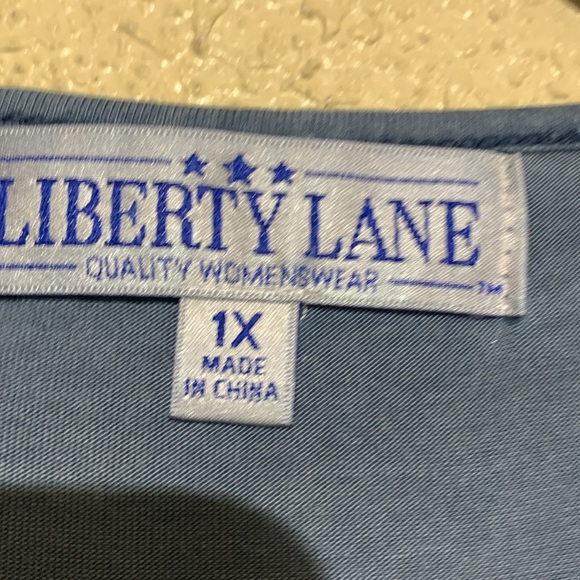 LIBERTY LANE
QUALITY WOMENSWEAR TM
1X
MADE
IN CHINA